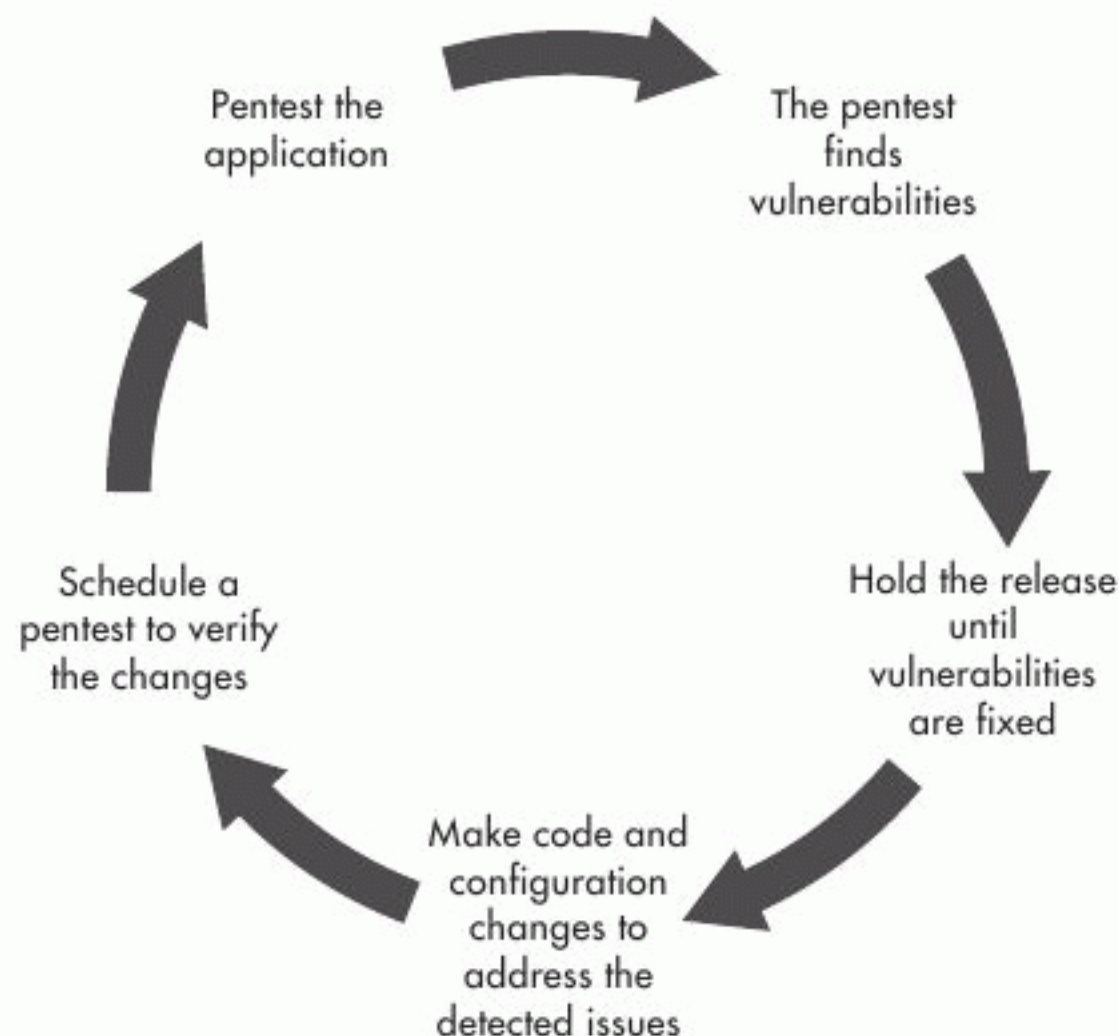 Pentest the
application
The pentest
finds
vulnerabilities
Hold the release
until
vulnerabilities
are fixed
Make code and
configuration
changes to
address the
detected issues
Schedule a
pentest to verify
the changes